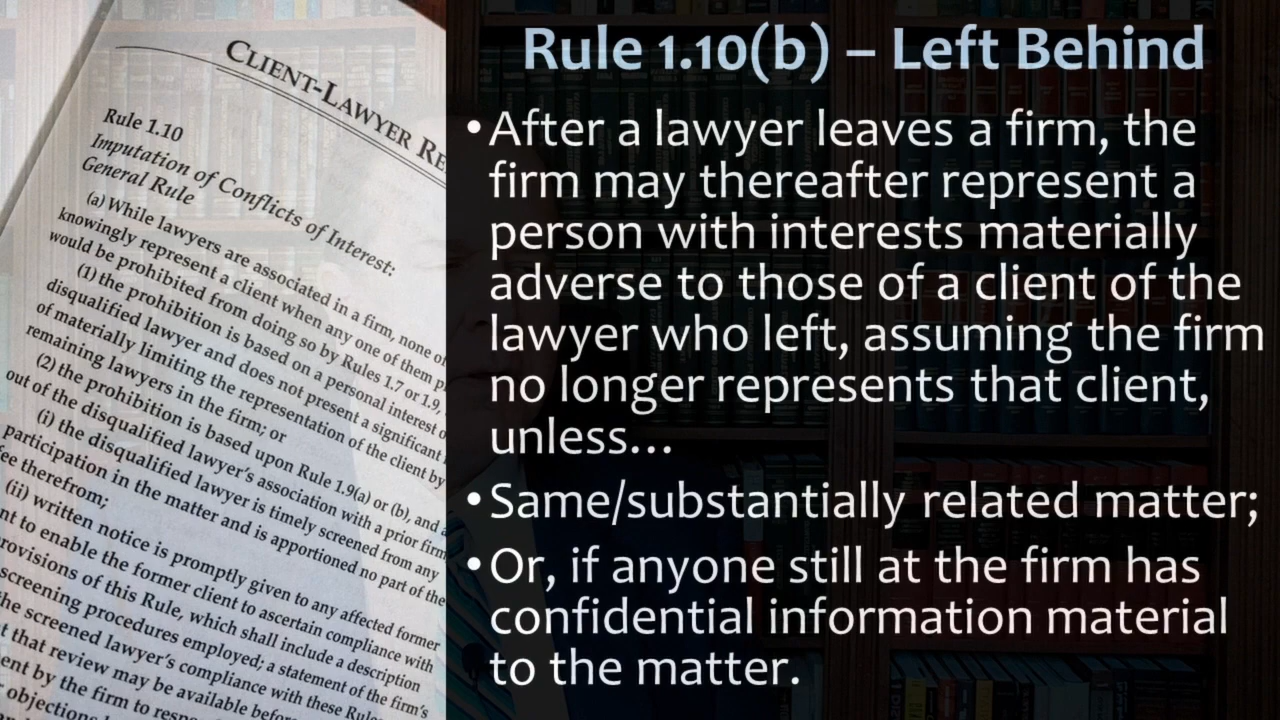 CLIENT-LAWYER RE
Rule 1.10
Imputation of Conflicts of Interest:
General Rule
(a) While lawyers are associated in a firm, none of
knowingly represent a client when any one of them p
would be prohibited from doing so by Rules 1.7 or 1.9,
(1) the prohibition is based on a personal interest o
disqualified lawyer and does not present a significant
of materially limiting the representation of the client by
remaining lawyers in the firm; or
(2) the prohibition is based upon Rule 1.9(a) or (b), and a
out of the disqualified lawyer's association with a prior firm
(i) the disqualified lawyer is timely screened from any
participation in the matter and is apportioned no part of the
ee therefrom;
(ii) written notice is promptly given to any affected former
nt to enable the former client to ascertain compliance with
rovisions of this Rule, which shall include a description
screening procedures employed; a statement of the firm's
he screened lawyer's compliance with these Rules
t that review may be available before
ent by the firm to respo
objections
Rule 1.10(b) – Left Behind
•After a lawyer leaves a firm, the
firm may thereafter represent a
person with interests materially
adverse to those of a client of the
lawyer who left, assuming the firm
no longer represents that client,
unless…
•Same/substantially related matter;
•Or, if anyone still at the firm has
confidential information material
to the matter.